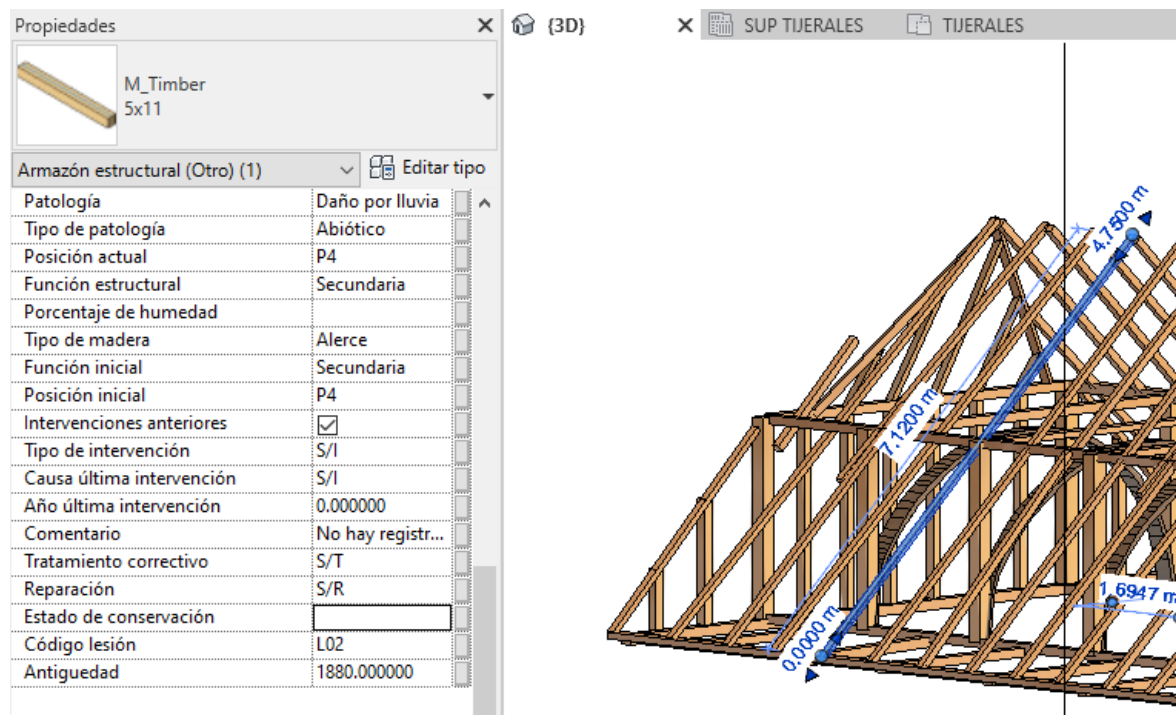 Propiedades
{3D}
SUP TIJERALES
TIJERALES
M_Timber
5x11
Armazón estructural (Otro) (1)
Editar tipo
Patología Daño por lluvia
Tipo de patología Abiótico
Posición actual P4
Función estructural Secundaria
Porcentaje de humedad
Tipo de madera Alerce
Función inicial Secundaria
Posición inicial P4
Intervenciones anteriores
Tipo de intervención S/I
Causa última intervención S/I
Año última intervención 0.000000
Comentario No hay registr...
Tratamiento correctivo S/T
Reparación S/R
Estado de conservación
Código lesión L02
Antiguedad 1880.000000
4.7500 m
7.1200 m
0.0000 m
1.6947 m